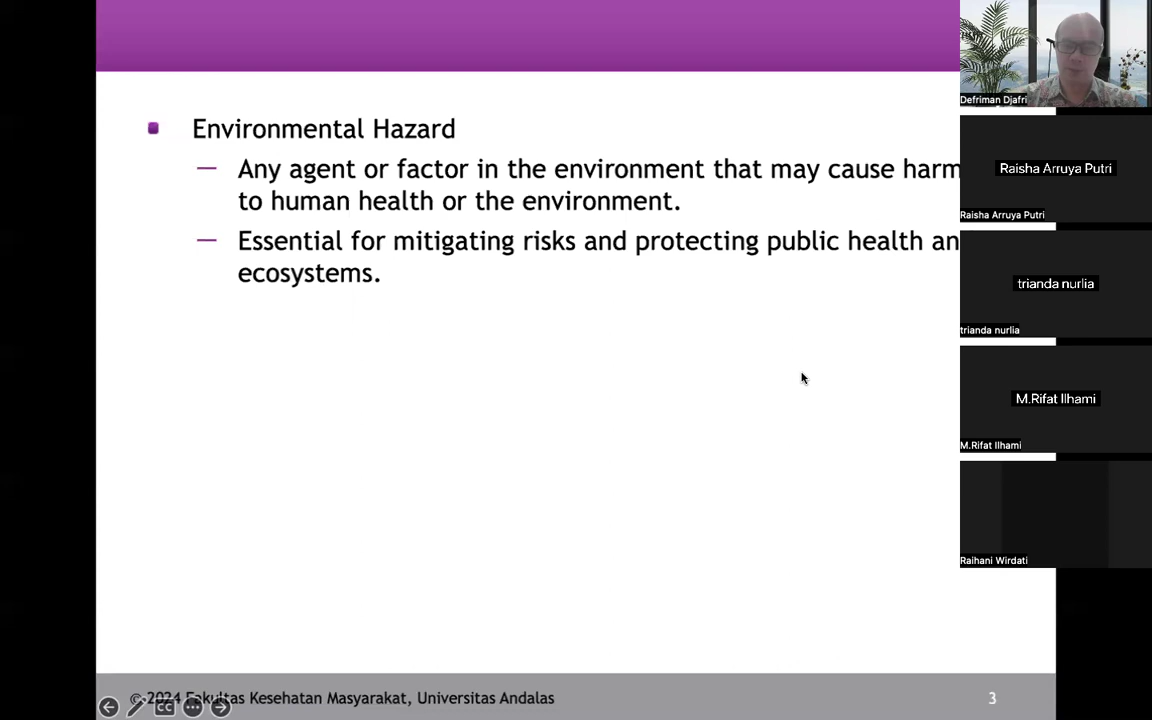 Environmental Hazard
Any agent or factor in the environment that may cause harm
to human health or the environment.
Essential for mitigating risks and protecting public health an
ecosystems.
© 2024 Fakultas Kesehatan Masyarakat, Universitas Andalas
3
CC
Defriman Djafri
Raisha Arruya Putri
Raisha Arruya Putri
trianda nurlia
trianda nurlia
M.Rifat Ilhami
M.Rifat Ilhami
Raihani Wirdati